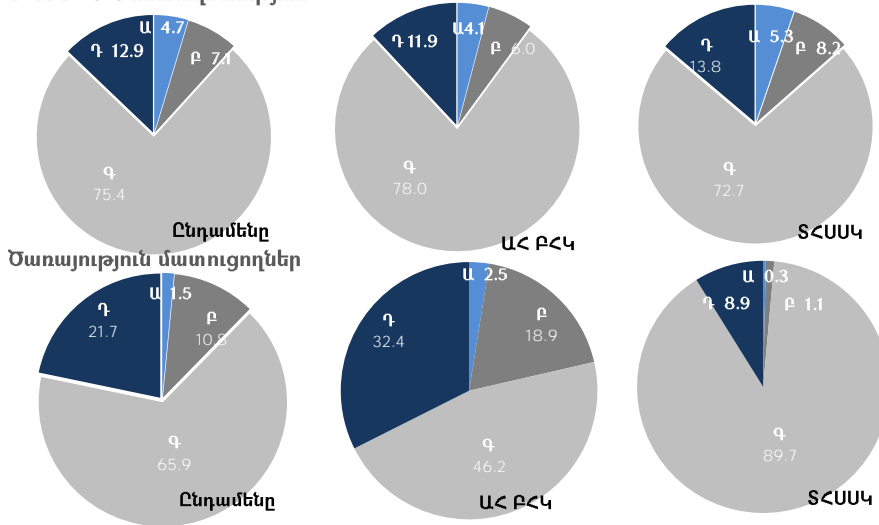 Ա 4.7
Բ 7.1
Դ 12.9
Գ
75.4
Ընդամենը
Ա 4.1
Բ 6.0
Դ 11.9
Գ
78.0
ԱՀ ԲՀԿ
Ա 5.3
Բ 8.2
Դ
13.8
Գ
72.7
ՏՀՍՍԿ
Ծառայություն մատուցողներ
Ա 1.5
Բ
10.8
Դ
21.7
Գ
65.9
Ընդամենը
Ա 2.5
Բ
18.9
Դ
32.4
Գ
46.2
ԱՀ ԲՀԿ
Ա 0.3
Բ 1.1
Դ 8.9
Գ
89.7
ՏՀՍՍԿ